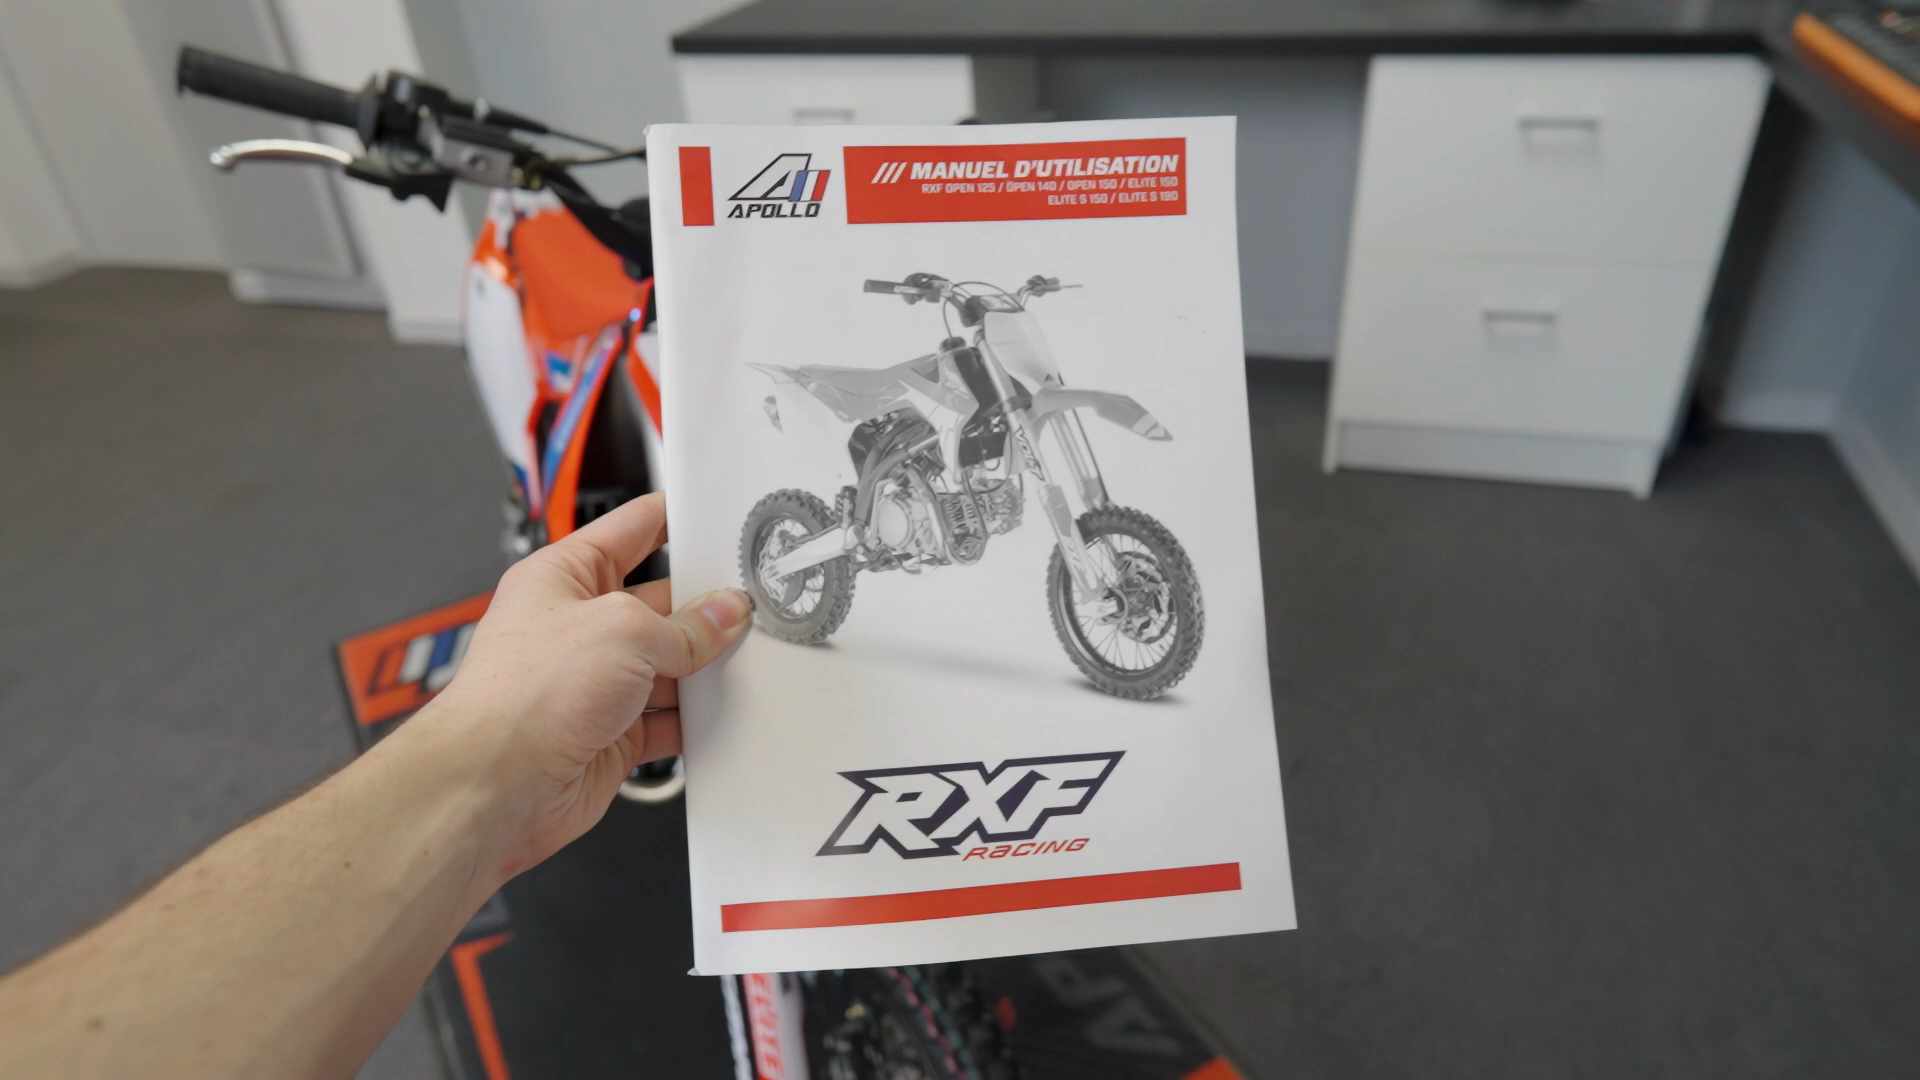 APOLLO
/// MANUEL D'UTILISATION
RXF OPEN 125 / OPEN 140 / OPEN 150 / ELITE 150
ELITE S 150 / ELITE S 190
RXF
RACING